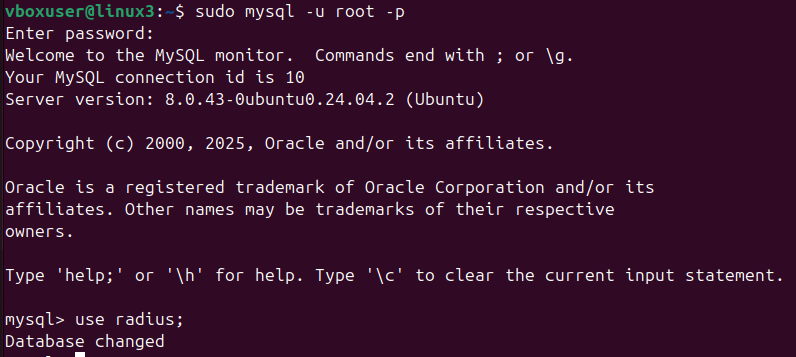 vboxuser@linux3:~$ sudo mysql -u root -p
Enter password:
Welcome to the MySQL monitor.  Commands end with ; or \g.
Your MySQL connection id is 10
Server version: 8.0.43-0ubuntu0.24.04.2 (Ubuntu)

Copyright (c) 2000, 2025, Oracle and/or its affiliates.

Oracle is a registered trademark of Oracle Corporation and/or its
affiliates. Other names may be trademarks of their respective
owners.

Type 'help;' or '\h' for help. Type '\c' to clear the current input statement.

mysql> use radius;
Database changed